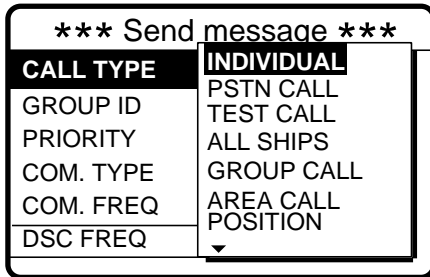 *** Send message ***
CALL TYPE
GROUP ID
PRIORITY
COM. TYPE
COM. FREQ
DSC FREQ
INDIVIDUAL
PSTN CALL
TEST CALL
ALL SHIPS
GROUP CALL
AREA CALL
POSITION